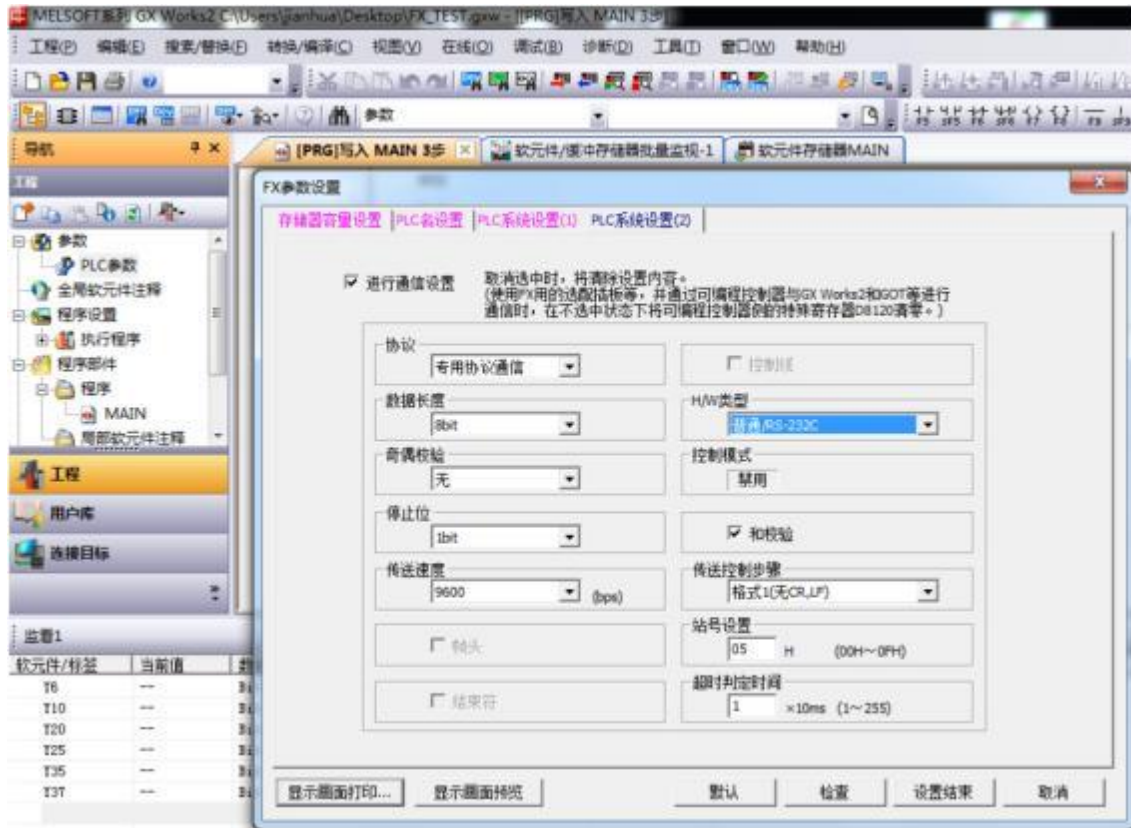 MELSOFT系列 GX Works2 C:\Users\jianhua\Desktop\FX_TEST.gxw - [[PRG]写入 MAIN 3步]
工程(P) 编辑(E) 搜索/替换(F) 转换/编译(C) 视图(V) 在线(O) 调试(B) 诊断(D) 工具(T) 窗口(W) 帮助(H)
参数
导航
[PRG]写入 MAIN 3步
软元件/缓冲存储器批量监视-1
软元件存储器MAIN
工程
参数
PLC参数
全局软元件注释
程序设置
执行程序
程序部件
程序
MAIN
局部软元件注释
工程
用户库
连接目标
监看1
软元件/标签 当前值
T6 --
T10 --
T20 --
T25 --
T35 --
T37 --
FX参数设置
存储器容量设置 PLC名设置 PLC系统设置(1) PLC系统设置(2)
进行通信设置
取消选中时，将清除设置内容。
(使用FX用的选配插板等，并通过可编程控制器与GX Works2和GOT等进行
通信时，在不选中状态下将可编程控制器侧的特殊寄存器D8120清零。)
协议
专用协议通信
控制线
数据长度
8bit
H/W类型
普通/RS-232C
奇偶校验
无
控制模式
禁用
停止位
1bit
和校验
传送速度
9600 (bps)
传送控制步骤
格式1(无CR,LF)
帧头
站号设置
05 H (00H～0FH)
结束符
超时判定时间
1 ×10ms (1～255)
显示画面打印... 显示画面预览 默认 检查 设置结束 取消